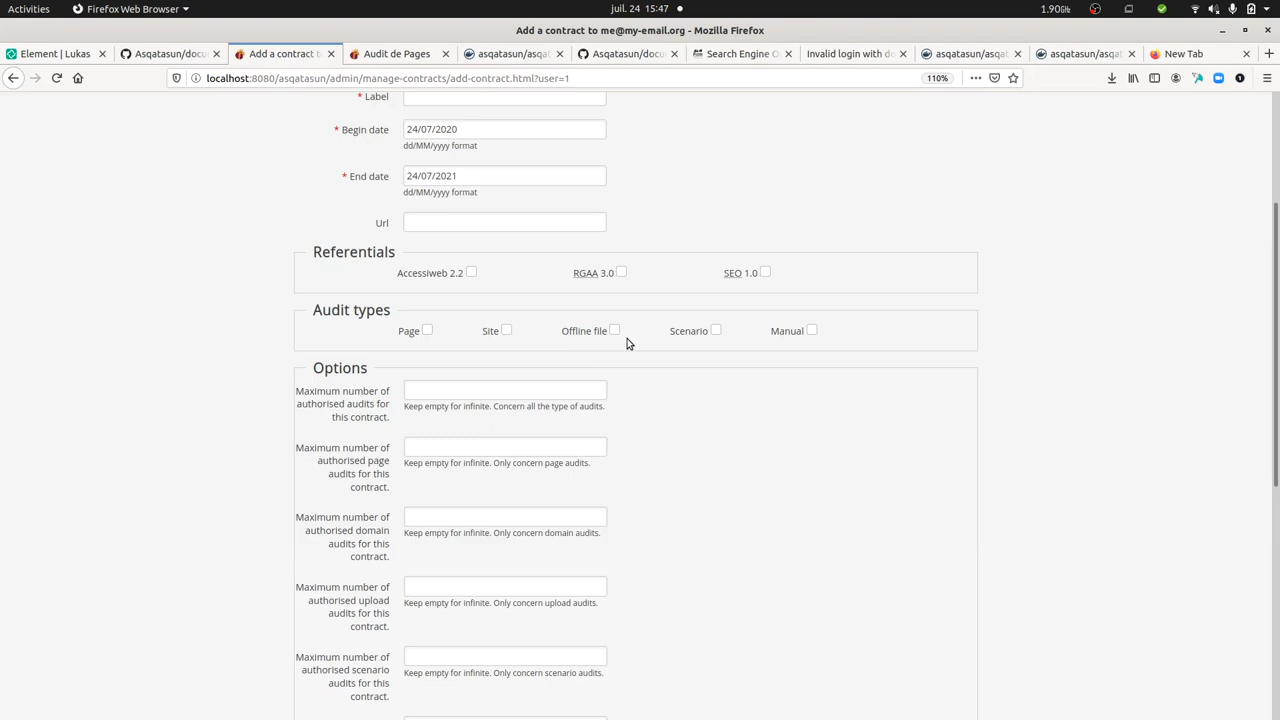 Activities Firefox Web Browser juil. 24 15:47 1.90GHz
Add a contract to me@my-email.org - Mozilla Firefox
Element | Lukas Asqatasun/docu Add a contract to Audit de Pages asqatasun/asqat Asqatasun/docu Search Engine O Invalid login with do asqatasun/asqat asqatasun/asqat New Tab
localhost:8080/asqatasun/admin/manage-contracts/add-contract.html?user=1 110%
* Label
* Begin date 24/07/2020
dd/MM/yyyy format
* End date 24/07/2021
dd/MM/yyyy format
Url
Referentials
Accessiweb 2.2 RGAA 3.0 SEO 1.0
Audit types
Page Site Offline file Scenario Manual
Options
Maximum number of
authorised audits for
this contract.
Keep empty for infinite. Concern all the type of audits.
Maximum number of
authorised page
audits for this
contract.
Keep empty for infinite. Only concern page audits.
Maximum number of
authorised domain
audits for this
contract.
Keep empty for infinite. Only concern domain audits.
Maximum number of
authorised upload
audits for this
contract.
Keep empty for infinite. Only concern upload audits.
Maximum number of
authorised scenario
audits for this
contract.
Keep empty for infinite. Only concern scenario audits.